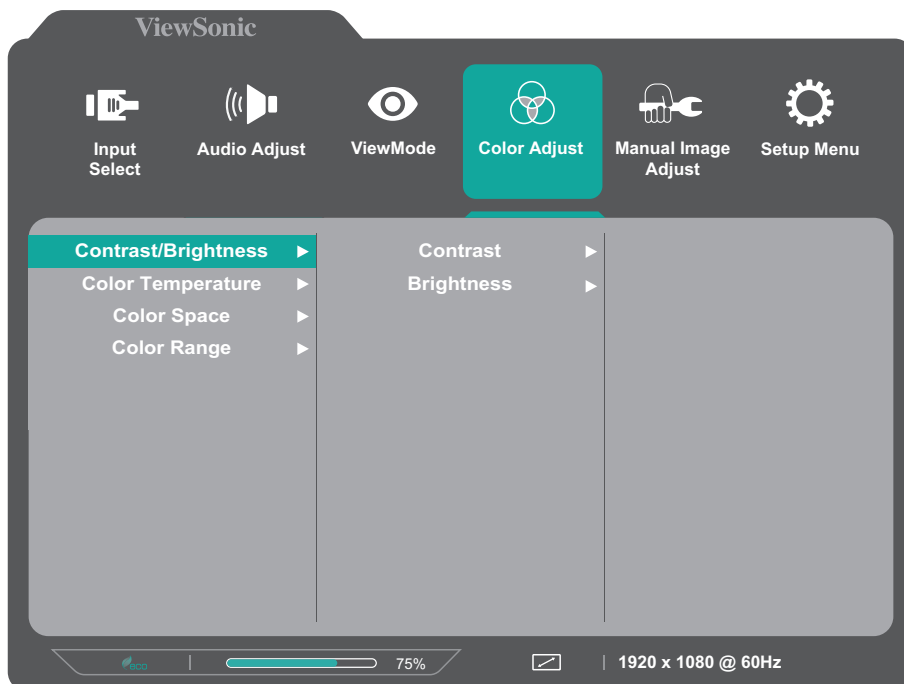 ViewSonic
Input Select
Audio Adjust
ViewMode
Color Adjust
Manual Image Adjust
Setup Menu
Contrast/Brightness
Contrast
Color Temperature
Brightness
Color Space
Color Range
eco
75%
1920 x 1080 @ 60Hz